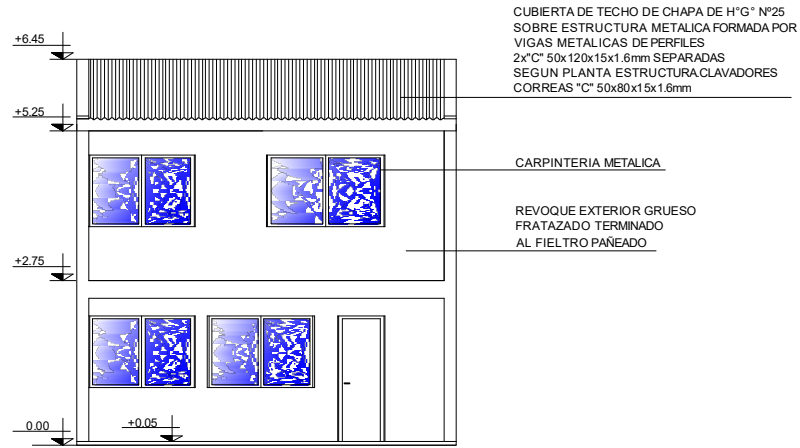 CUBIERTA DE TECHO DE CHAPA DE H°G° Nº25
SOBRE ESTRUCTURA METALICA FORMADA POR
VIGAS METALICAS DE PERFILES
2x"C" 50x120x15x1.6mm SEPARADAS
SEGUN PLANTA ESTRUCTURA.CLAVADORES
CORREAS "C" 50x80x15x1.6mm
+6.45
+5.25
CARPINTERIA METALICA
REVOQUE EXTERIOR GRUESO
FRATAZADO TERMINADO
AL FIELTRO PAÑEADO
+2.75
0.00
+0.05